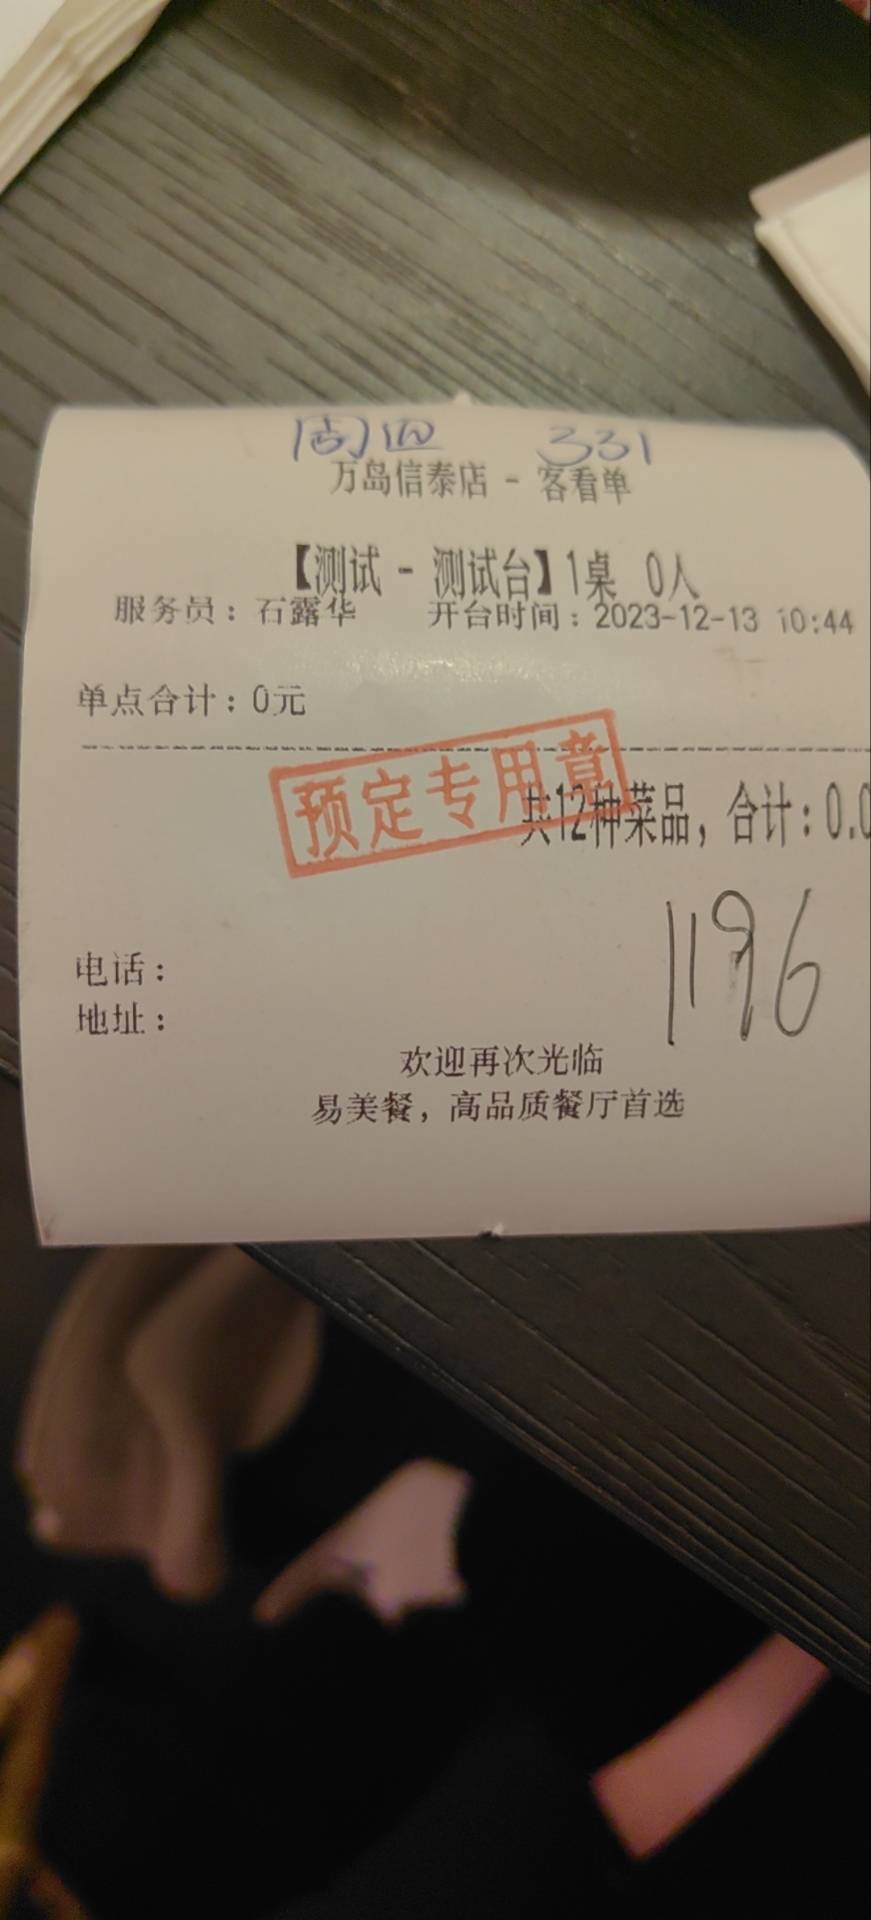 周四 331
万岛信泰店 - 客看单
【测试 - 测试台】1桌 0人
服务员：石露华 开台时间：2023-12-13 10:44
单点合计：0元
预定专用章
共12种菜品，合计：0.0
1196
电话：
地址：
欢迎再次光临
易美餐，高品质餐厅首选